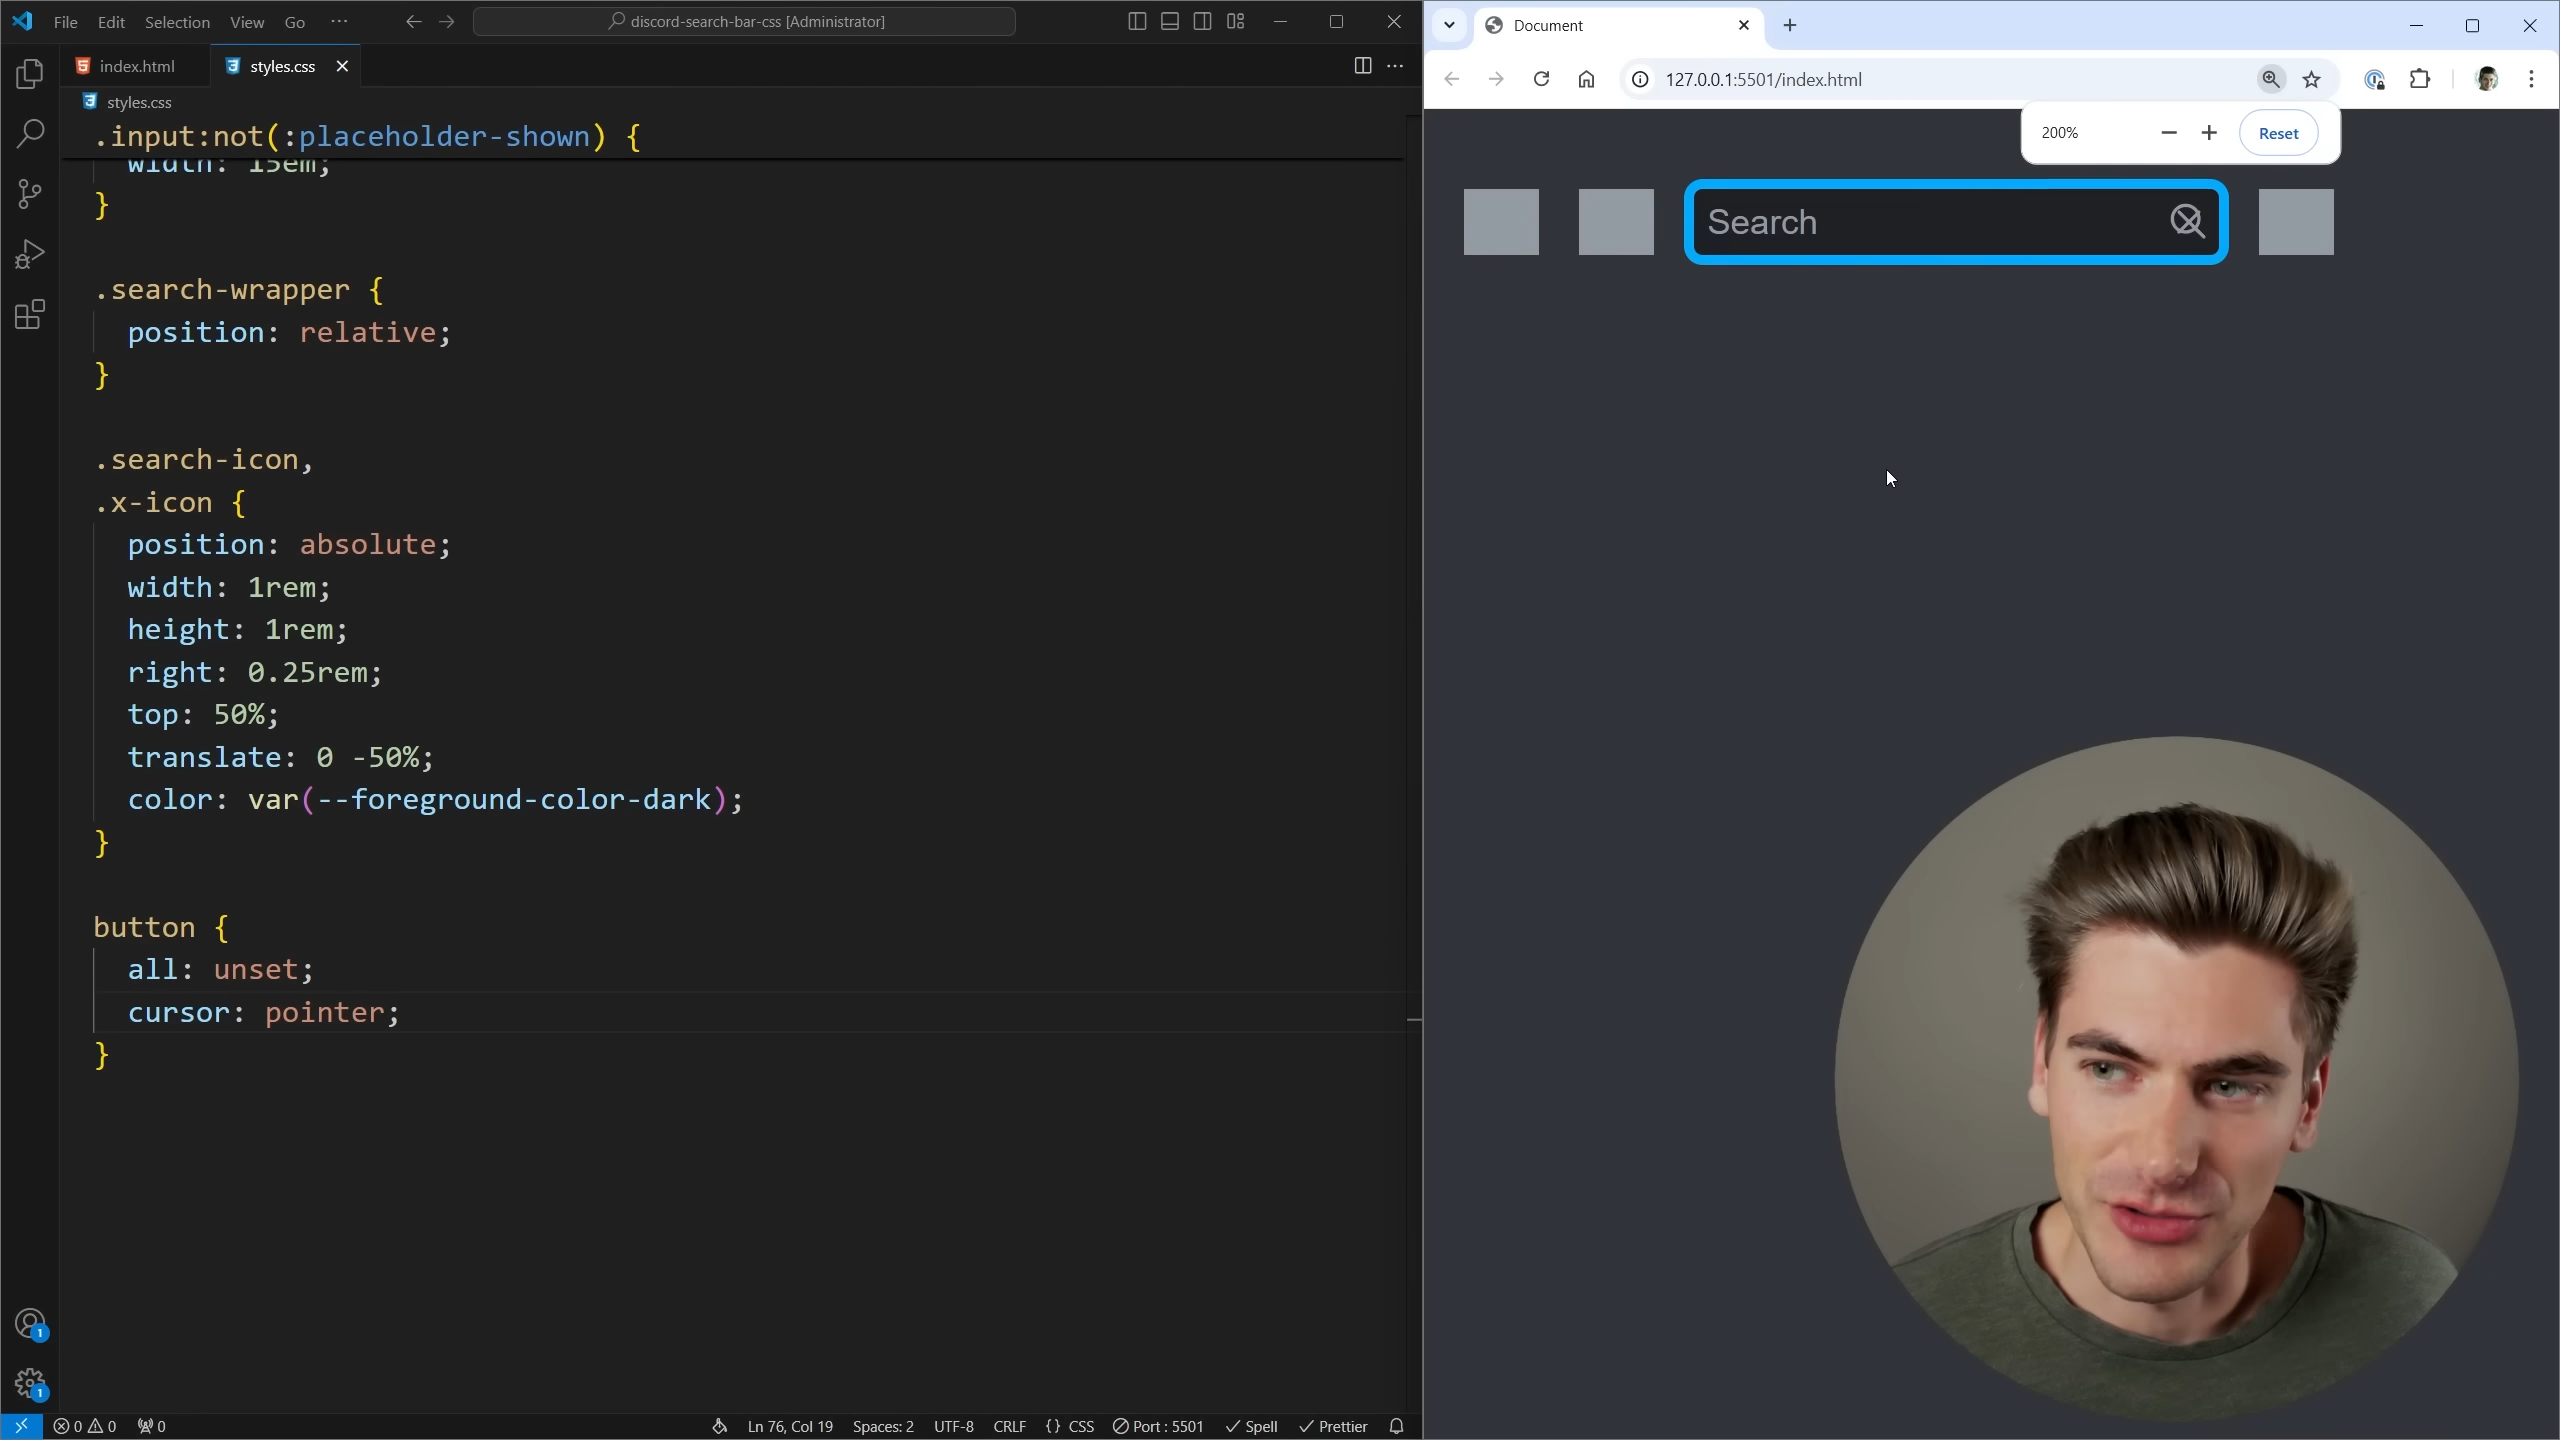 File Edit Selection View Go ··· discord-search-bar-css [Administrator]
index.html styles.css
styles.css
.input:not(:placeholder-shown) {
width: 15em;
}
.search-wrapper {
position: relative;
}
.search-icon,
.x-icon {
position: absolute;
width: 1rem;
height: 1rem;
right: 0.25rem;
top: 50%;
translate: 0 -50%;
color: var(--foreground-color-dark);
}
button {
all: unset;
cursor: pointer;
}
1
1
0 0 0 Ln 76, Col 19 Spaces: 2 UTF-8 CRLF {} CSS Port : 5501 Spell Prettier
Document
127.0.0.1:5501/index.html
200% Reset
Search